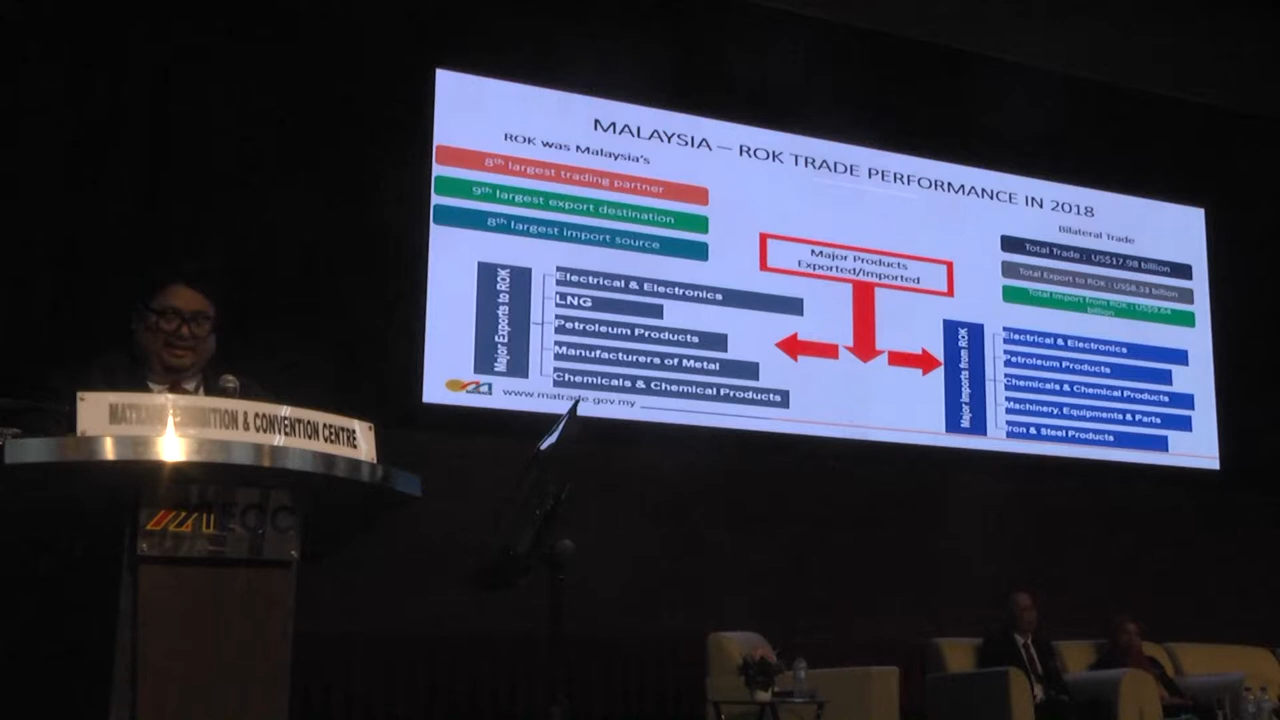 MALAYSIA – ROK TRADE PERFORMANCE IN 2018
ROK was Malaysia's
8th largest trading partner
9th largest export destination
8th largest import source
Major Products
Exported/Imported
Bilateral Trade
Total Trade : US$17.98 billion
Total Export to ROK : US$8.33 billion
Total Import from ROK : US$9.64
billion
Major Exports to ROK
Electrical & Electronics
LNG
Petroleum Products
Manufacturers of Metal
Chemicals & Chemical Products
Major Imports from ROK
Electrical & Electronics
Petroleum Products
Chemicals & Chemical Products
Machinery, Equipments & Parts
Iron & Steel Products
www.matrade.gov.my
& CONVENTION CENTRE